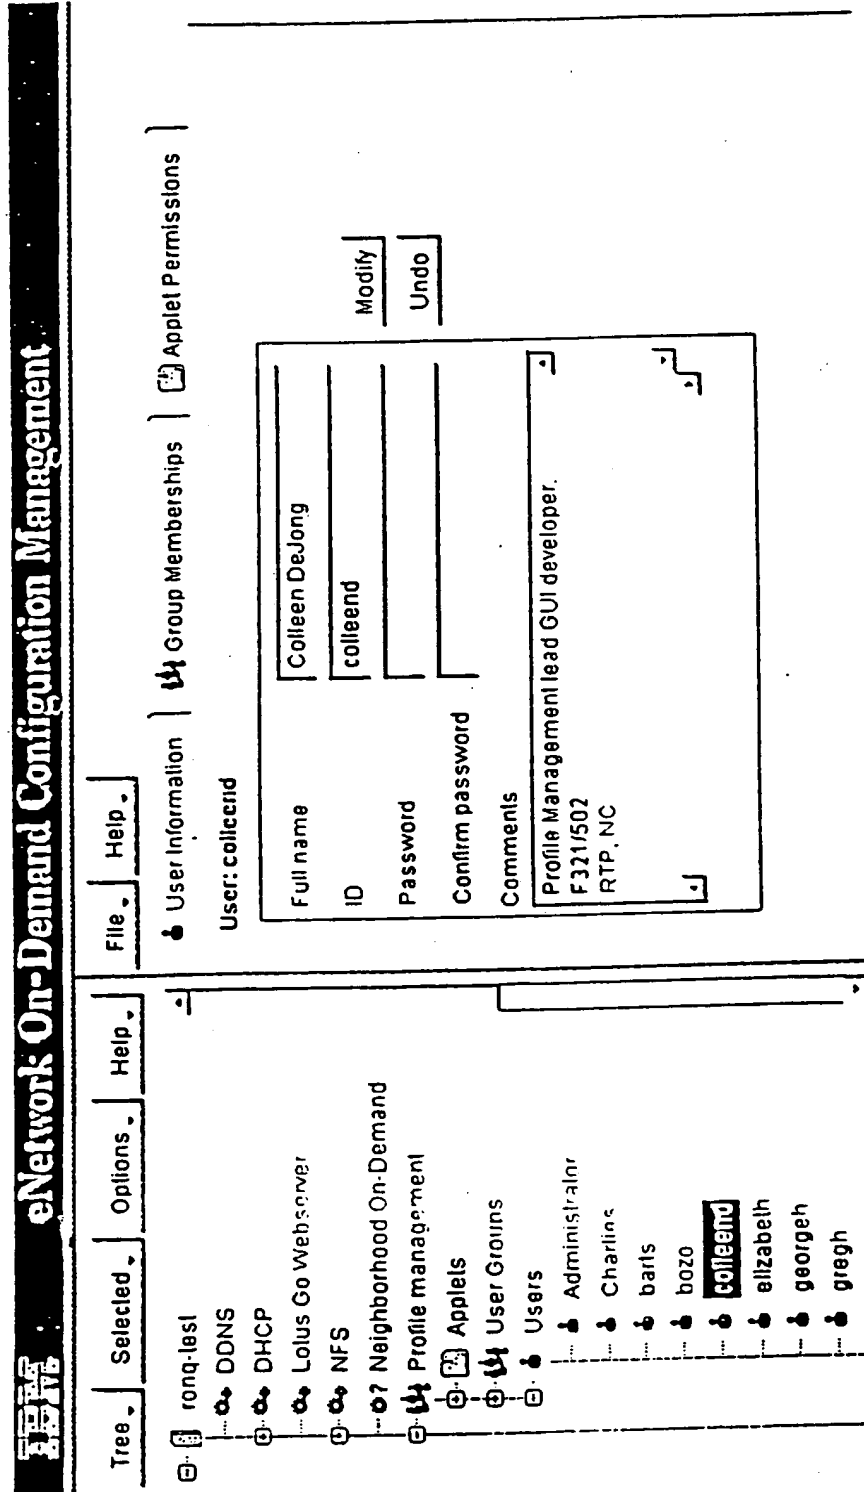 IBM eNetwork On-Demand Configuration Management
Tree Selected Options Help
rong-test
DDNS
DHCP
Lotus Go Webserver
NFS
Neighborhood On-Demand
Profile management
Applets
User Groups
Users
Administrator
Charlins
barts
bozo
colleend
elizabeth
georgeh
gregh
File Help
User Information Group Memberships Applet Permissions
User: colleend
Full name Colleen DeJong
ID colleend
Password
Confirm password
Comments
Profile Management lead GUI developer.
F321/502
RTP, NC
Modify
Undo